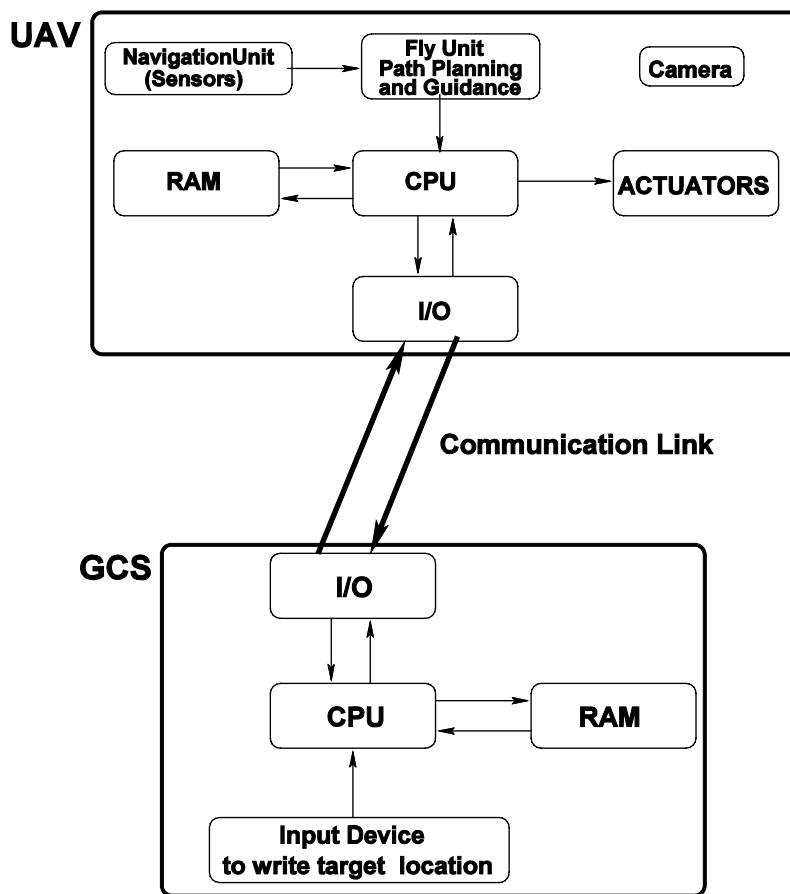 UAV
NavigationUnit
(Sensors)
Fly Unit
Path Planning
and Guidance
Camera
RAM
CPU
ACTUATORS
I/O
Communication Link
GCS
I/O
CPU
RAM
Input Device
to write target location